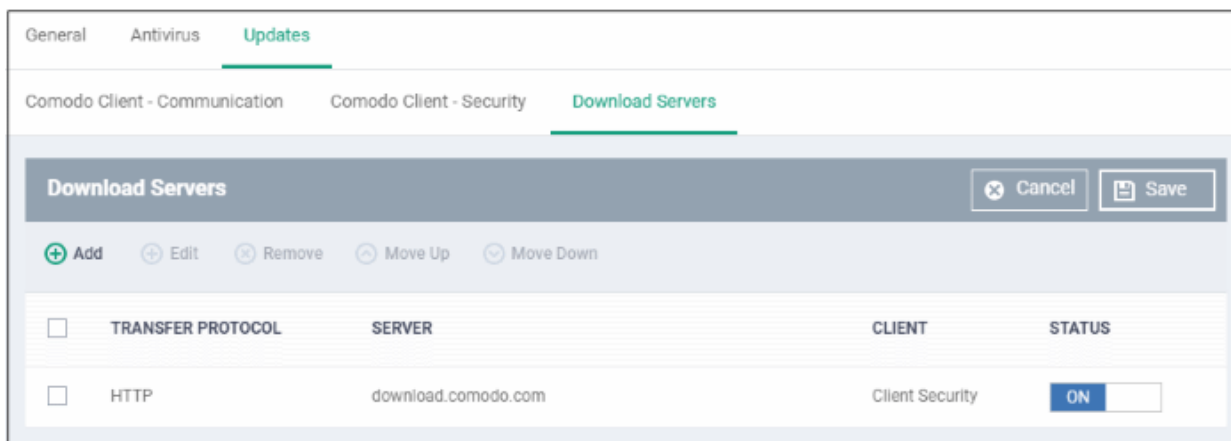 General Antivirus Updates
Comodo Client - Communication Comodo Client - Security Download Servers
Download Servers Cancel Save
Add Edit Remove Move Up Move Down
TRANSFER PROTOCOL SERVER CLIENT STATUS
HTTP download.comodo.com Client Security ON